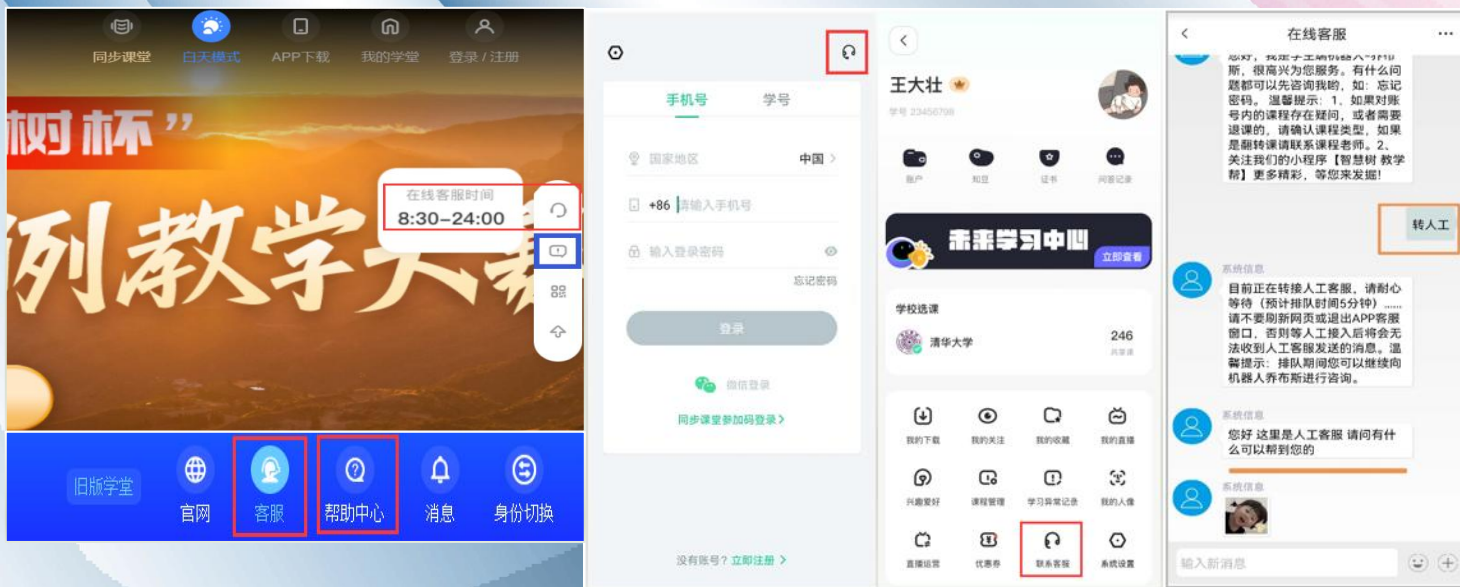 同步课堂
白天模式
APP下载
我的学堂
登录 / 注册
树杯”
例教学大
在线客服时间
8:30–24:00
旧版学堂
官网
客服
帮助中心
消息
身份切换
手机号
学号
国家地区
中国 >
+86 请输入手机号
输入登录密码
忘记密码
登录
微信登录
同步课堂参加码登录>
没有账号? 立即注册 >
王大壮
学号 23456798
账户
知豆
证书
问答记录
未来学习中心
立即查看
学校选课
清华大学
246
共享课
我的下载
我的关注
我的收藏
我的直播
兴趣爱好
课程管理
学习异常记录
我的人像
直播运营
优惠券
联系客服
系统设置
在线客服
斯，很高兴为您服务。有什么问
题都可以先咨询我哟，如：忘记
密码。 温馨提示：1、如果对账
号内的课程存在疑问，或者需要
退课的，请确认课程类型，如果
是翻转课请联系课程老师。2、
关注我们的小程序【智慧树 教学
帮】更多精彩，等您来发掘!
转人工
系统信息
目前正在转接人工客服，请耐心
等待（预计排队时间5分钟）......
请不要刷新网页或退出APP客服
窗口，否则等人工接入后将会无
法收到人工客服发送的消息。温
馨提示：排队期间您可以继续向
机器人乔布斯进行咨询。
系统信息
您好 这里是人工客服 请问有什
么可以帮到您的
系统信息
输入新消息